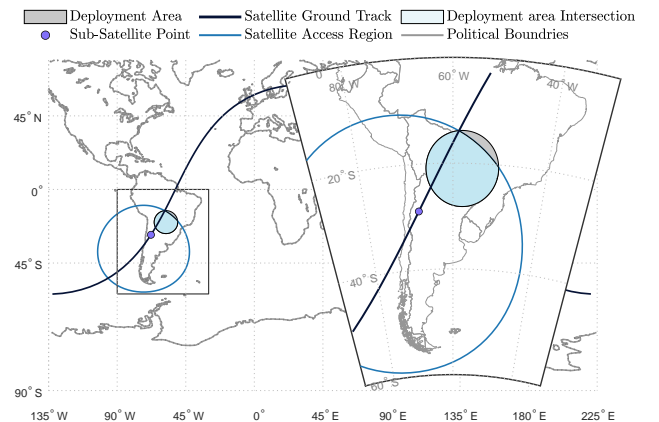 Deployment Area Satellite Ground Track Deployment area Intersection
Sub-Satellite Point Satellite Access Region Political Boundries
0°
80° W
60° W
40° W
45° N
20° S
0°
45° S
40° S
60° S
90° S
135° W 90° W 45° W 0° 45° E 90° E 135° E 180° E 225° E